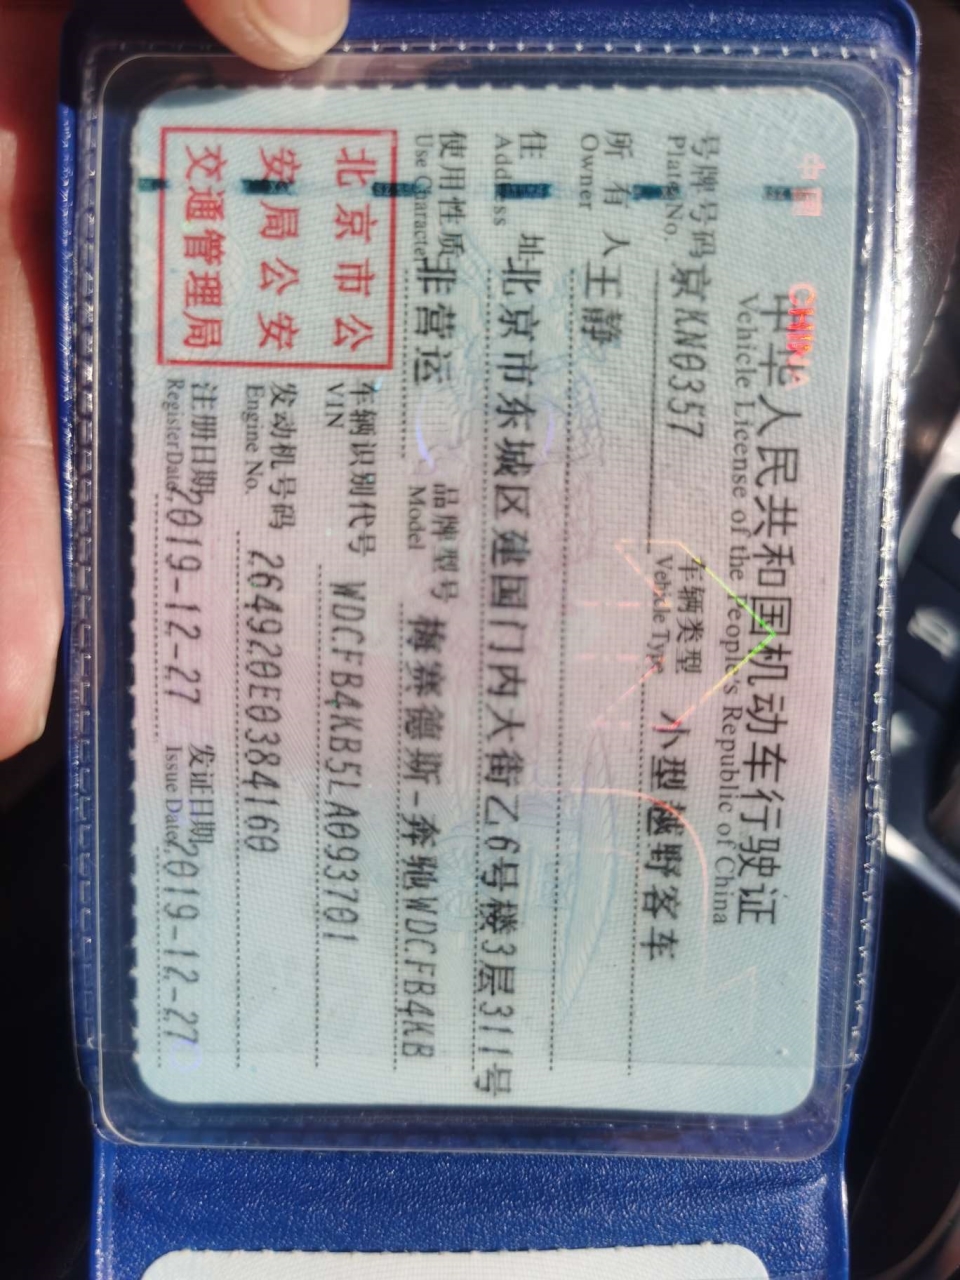 中国 CHINA
中华人民共和国机动车行驶证
Vehicle License of the People's Republic of China
号牌号码 京KN0357 车辆类型 小型越野客车
Plate No. Vehicle Type
所有人 王静
Owner
住址 北京市东城区建国门内大街乙6号楼3层311号
Address
使用性质 非营运 品牌型号 梅赛德斯-奔驰WDCFB4KB
Use Character Model
北京市公安局公安交通管理局
车辆识别代号 WDCFB4KB5LA093701
VIN
发动机号码 264920E0384160
Engine No.
注册日期 2019-12-27 发证日期 2019-12-27
Register Date Issue Date